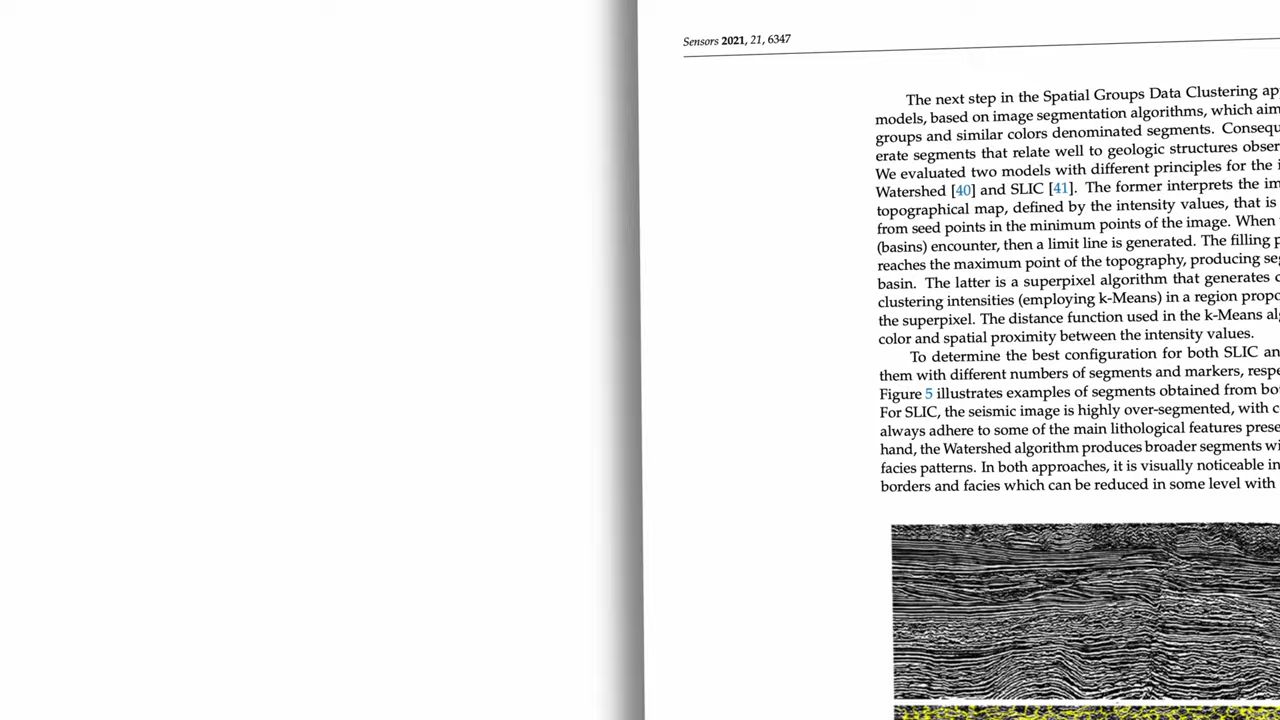 Sensors 2021, 21, 6347
The next step in the Spatial Groups Data Clustering
models, based on image segmentation algorithms, which aim
groups and similar colors denominated segments. Consequ
erate segments that relate well to geologic structures obser
We evaluated two models with different principles for the
Watershed [40] and SLIC [41]. The former interprets the im
topographical map, defined by the intensity values, that is
from seed points in the minimum points of the image. When
(basins) encounter, then a limit line is generated. The filling
reaches the maximum point of the topography, producing seg
basin. The latter is a superpixel algorithm that generates
clustering intensities (employing k-Means) in a region propo
the superpixel. The distance function used in the k-Means alg
color and spatial proximity between the intensity values.
To determine the best configuration for both SLIC an
them with different numbers of segments and markers, respe
Figure 5 illustrates examples of segments obtained from bo
For SLIC, the seismic image is highly over-segmented, with c
always adhere to some of the main lithological features prese
hand, the Watershed algorithm produces broader segments wi
facies patterns. In both approaches, it is visually noticeable in
borders and facies which can be reduced in some level with